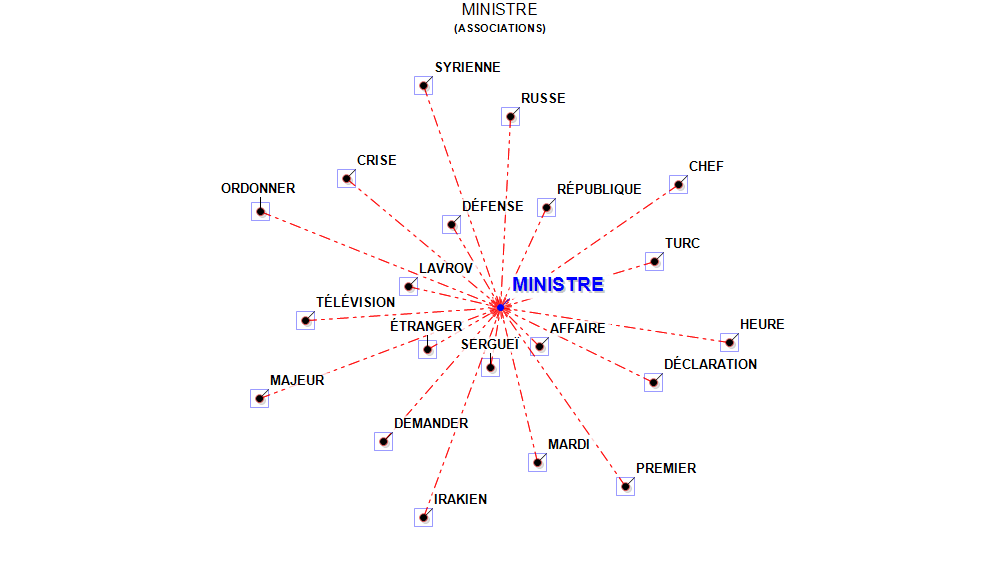 MINISTRE
(ASSOCIATIONS)
SYRIENNE
RUSSE
CRISE
CHEF
ORDONNER
RÉPUBLIQUE
DÉFENSE
TURC
LAVROV
MINISTRE
TÉLÉVISION
ÉTRANGER
AFFAIRE
HEURE
SERGUEÏ
DÉCLARATION
MAJEUR
DEMANDER
MARDI
PREMIER
IRAKIEN